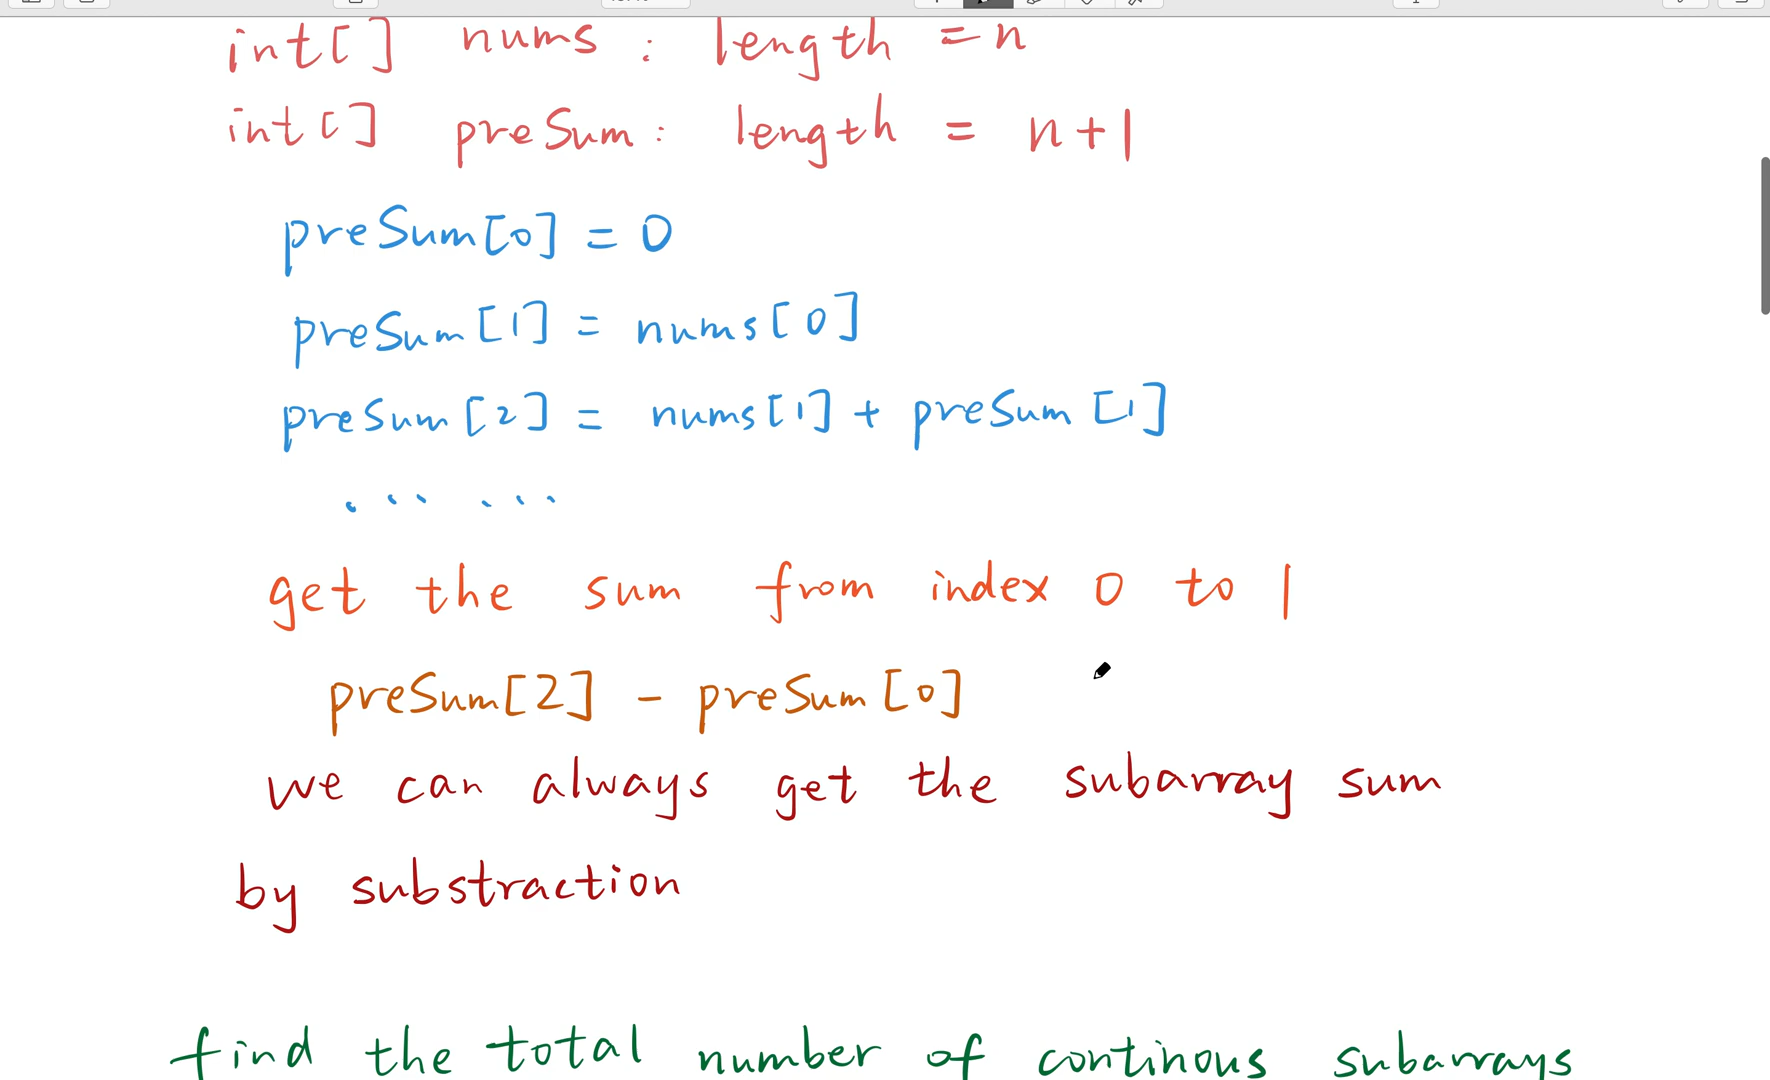 int[] nums : length = n
int[] preSum : length = n+1
preSum[0] = 0
preSum[1] = nums[0]
preSum[2] = nums[1] + preSum[1]
... ...
get the sum from index 0 to 1
preSum[2] - preSum[0]
we can always get the subarray sum
by substraction
find the total number of continous subarrays